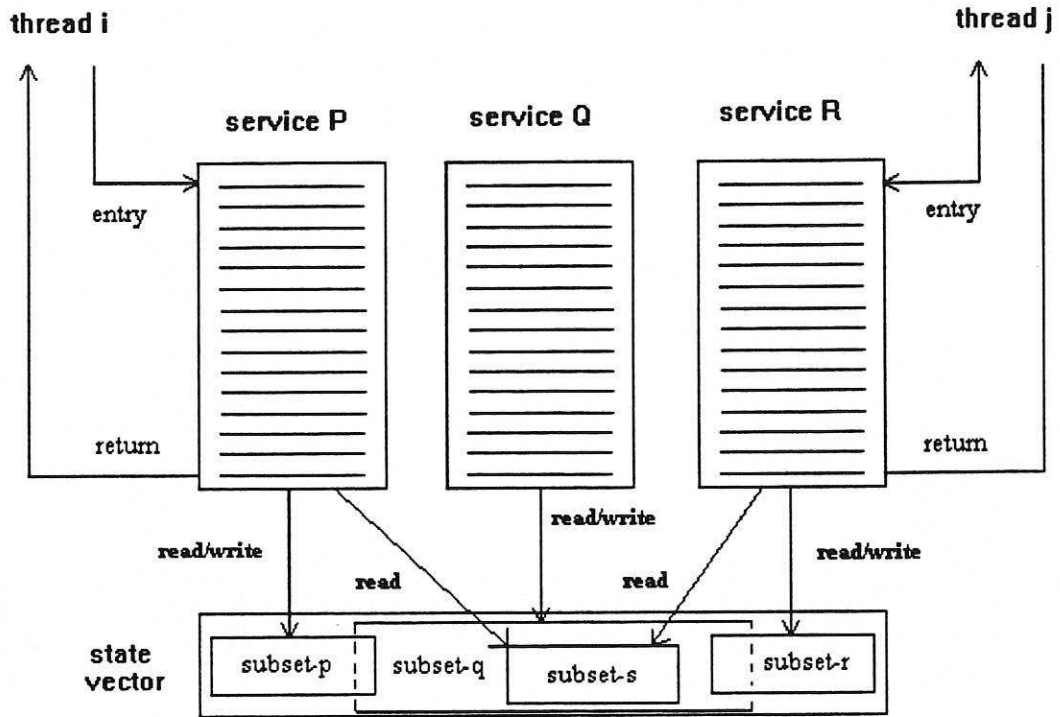 thread i
thread j
service P
service Q
service R
entry
entry
return
return
read/write
read/write
read/write
read
read
state
vector
subset-p
subset-q
subset-s
subset-r